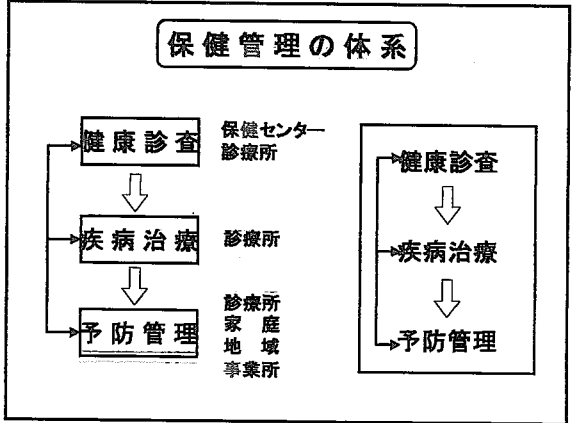 保健管理の体系
健康診査
保健センター
診療所
疾病治療
診療所
予防管理
診療所
家庭
地域
事業所
健康診査
疾病治療
予防管理